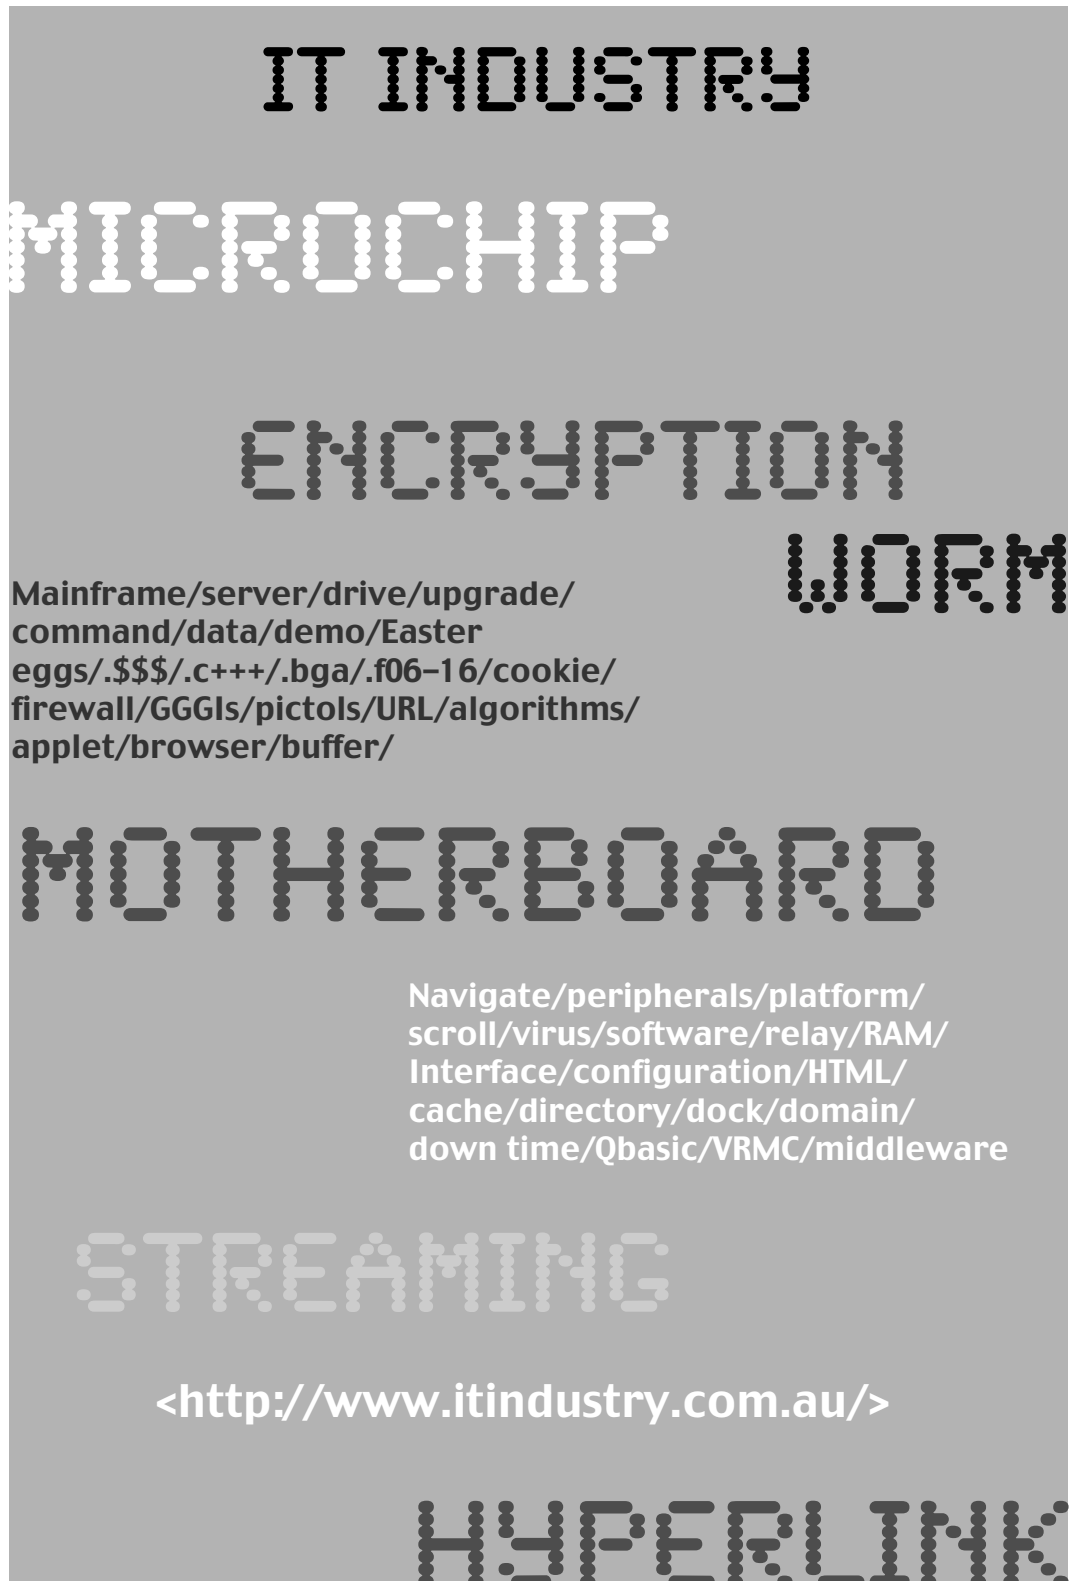 IT INDUSTRY
MICROCHIP
ENCRYPTION
WORM
Mainframe/server/drive/upgrade/
command/data/demo/Easter
eggs/.$$$/.c+++/.bga/.f06–16/cookie/
firewall/GGGIs/pictols/URL/algorithms/
applet/browser/buffer/
MOTHERBOARD
Navigate/peripherals/platform/
scroll/virus/software/relay/RAM/
Interface/configuration/HTML/
cache/directory/dock/domain/
down time/Qbasic/VRMC/middleware
STREAMING
<http://www.itindustry.com.au/>
HYPERLINK